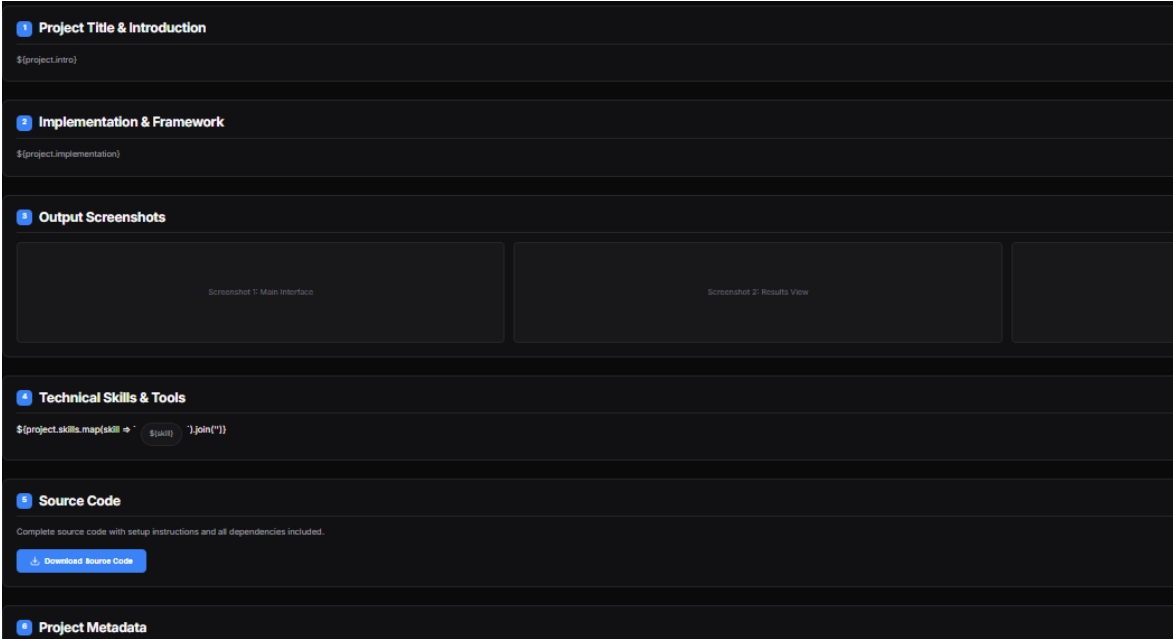 1 Project Title & Introduction
${project.intro}
2 Implementation & Framework
${project.implementation}
3 Output Screenshots
Screenshot 1: Main Interface
Screenshot 2: Results View
4 Technical Skills & Tools
${project.skills.map(skill => ` ${skill} `).join('')}
5 Source Code
Complete source code with setup instructions and all dependencies included.
Download Source Code
6 Project Metadata